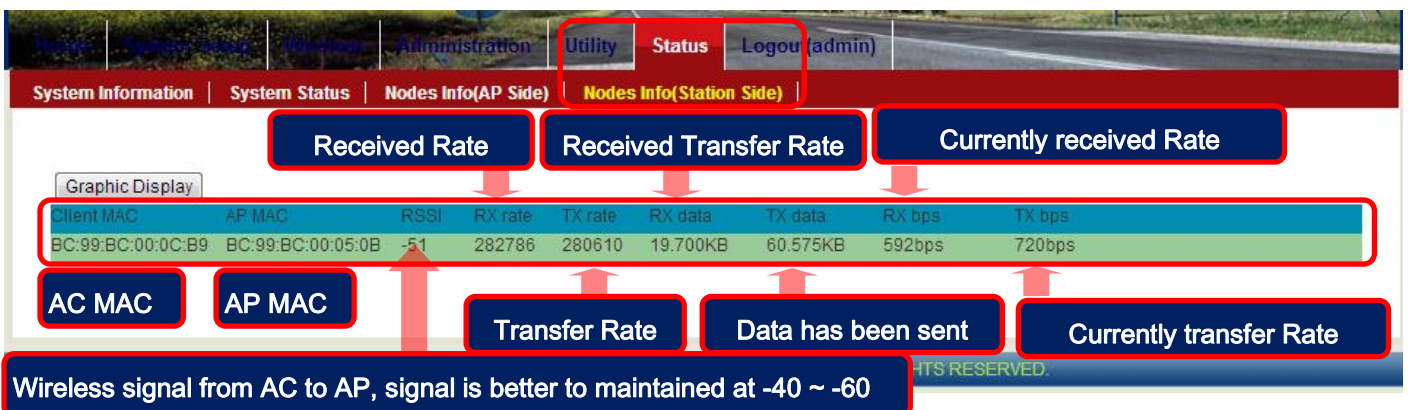 Home System Setup Wireless Administration Utility Status Logout(admin)
System Information | System Status | Nodes Info(AP Side) | Nodes Info(Station Side) |
Received Rate
Received Transfer Rate
Currently received Rate
Graphic Display
Client MAC AP MAC RSSI RX rate TX rate RX data TX data RX bps TX bps
BC:99:BC:00:0C:B9 BC:99:BC:00:05:0B -51 282786 280610 19.700KB 60.575KB 592bps 720bps
AC MAC
AP MAC
Transfer Rate
Data has been sent
Currently transfer Rate
Wireless signal from AC to AP, signal is better to maintained at -40 ~ -60
RESERVED.